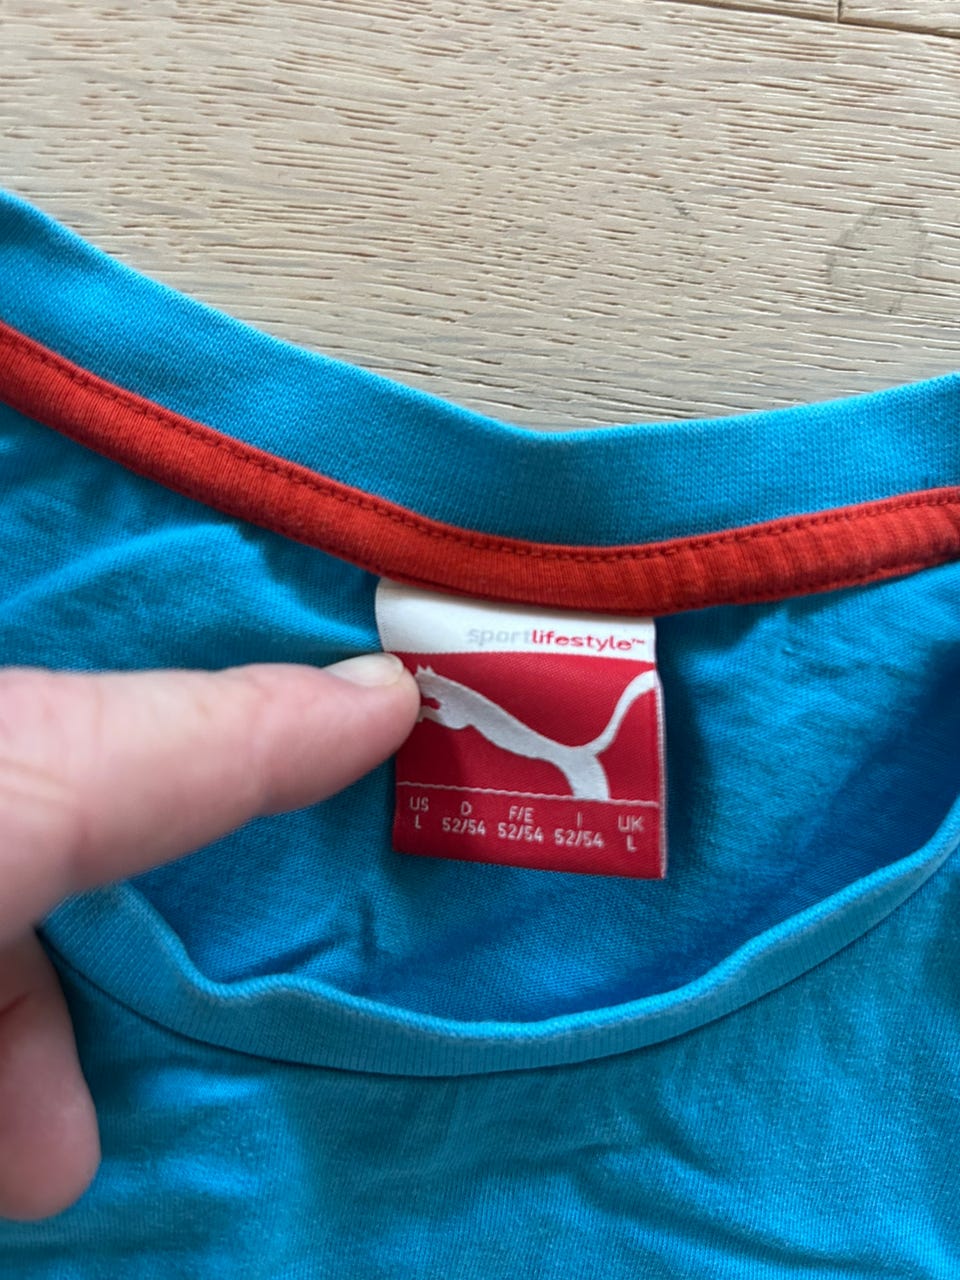 sportlifestyle™
US D F/E I UK
L 52/54 52/54 52/54 L